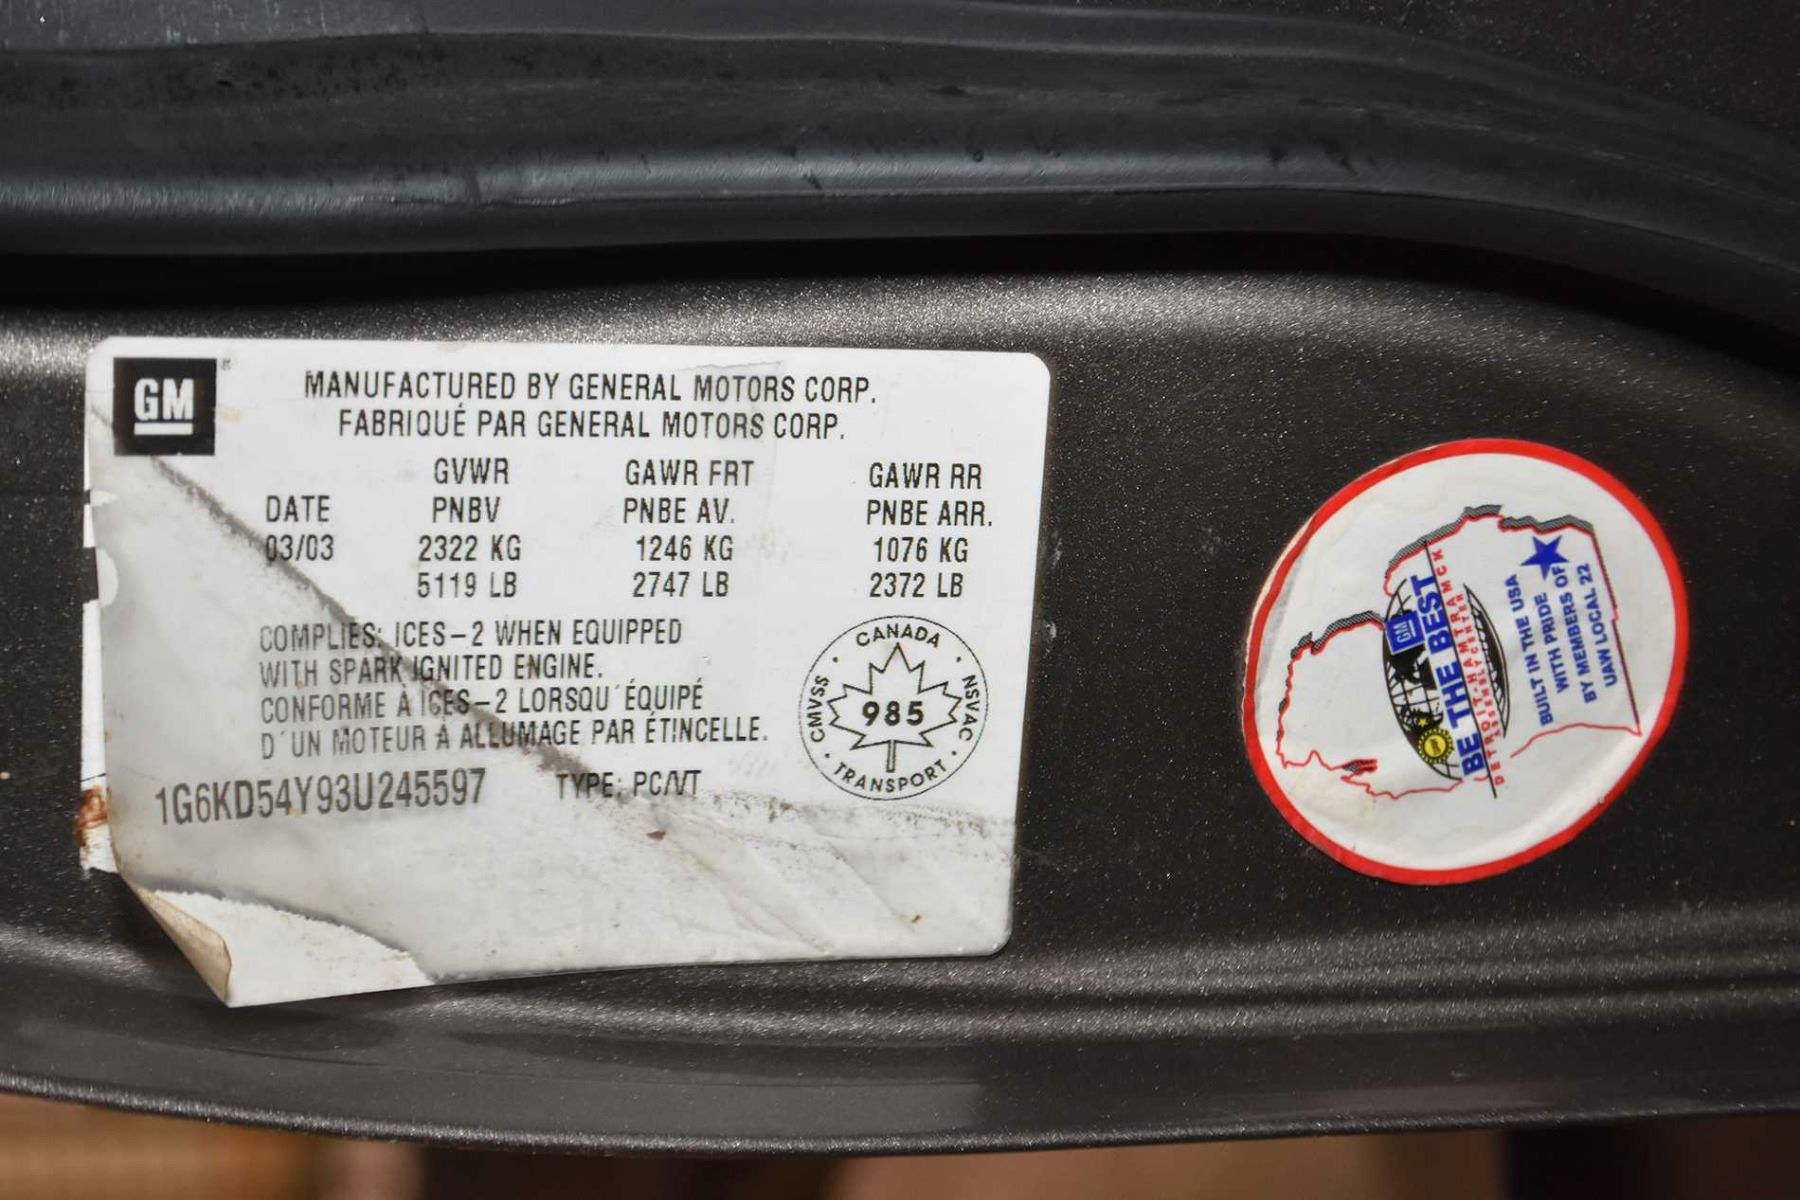 GM
MANUFACTURED BY GENERAL MOTORS CORP.
FABRIQUÉ PAR GENERAL MOTORS CORP.
GVWR GAWR FRT GAWR RR
DATE PNBV PNBE AV. PNBE ARR.
03/03 2322 KG 1246 KG 1076 KG
5119 LB 2747 LB 2372 LB
COMPLIES: ICES-2 WHEN EQUIPPED
WITH SPARK IGNITED ENGINE.
CONFORME À ICES-2 LORSQU'ÉQUIPÉ
D'UN MOTEUR À ALLUMAGE PAR ÉTINCELLE.
1G6KD54Y93U245597 TYPE: PC/VT
CANADA
CMVSS 985 NSVAC
TRANSPORT
GM
BE THE BEST
DETROIT-HAMTRAMCK
ASSEMBLY CENTER
BUILT IN THE USA
WITH PRIDE
BY MEMBERS OF
UAW LOCAL 22